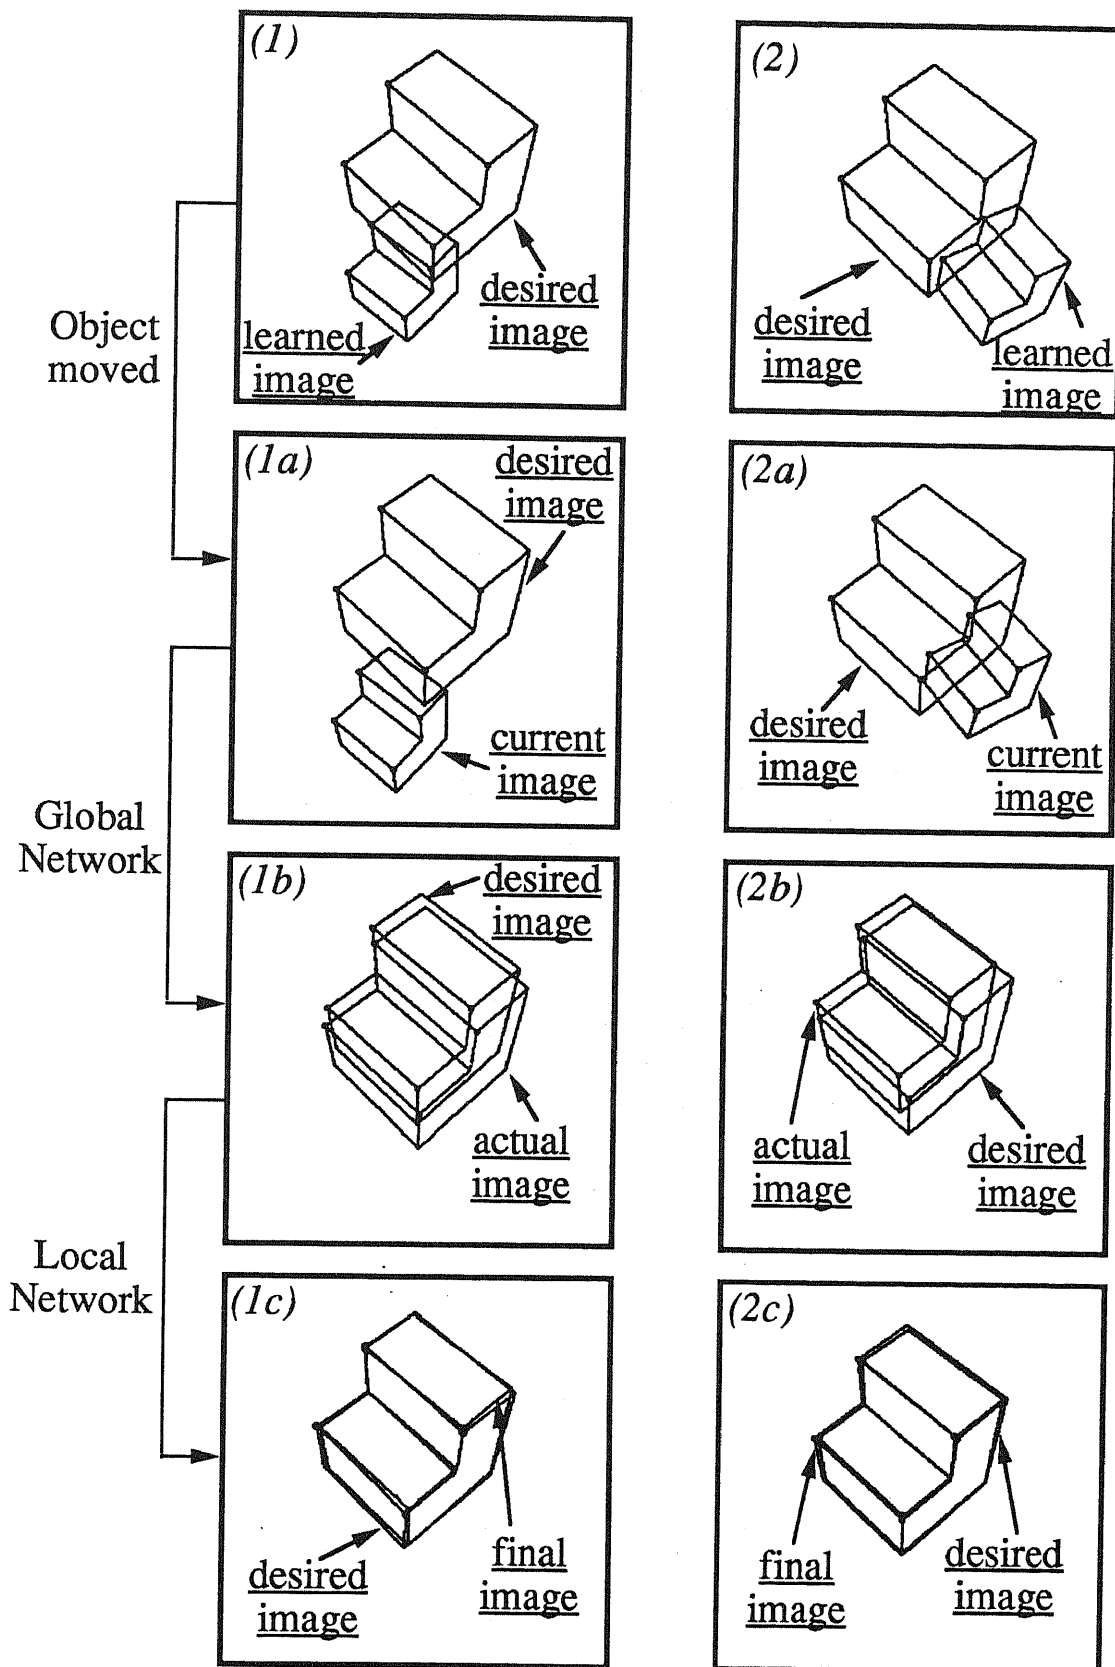 (1)
desired
image
learned
image
(2)
desired
image
learned
image
Object
moved
(1a)
desired
image
current
image
(2a)
desired
image
current
image
Global
Network
(1b)
desired
image
actual
image
(2b)
actual
image
desired
image
Local
Network
(1c)
desired
image
final
image
(2c)
final
image
desired
image